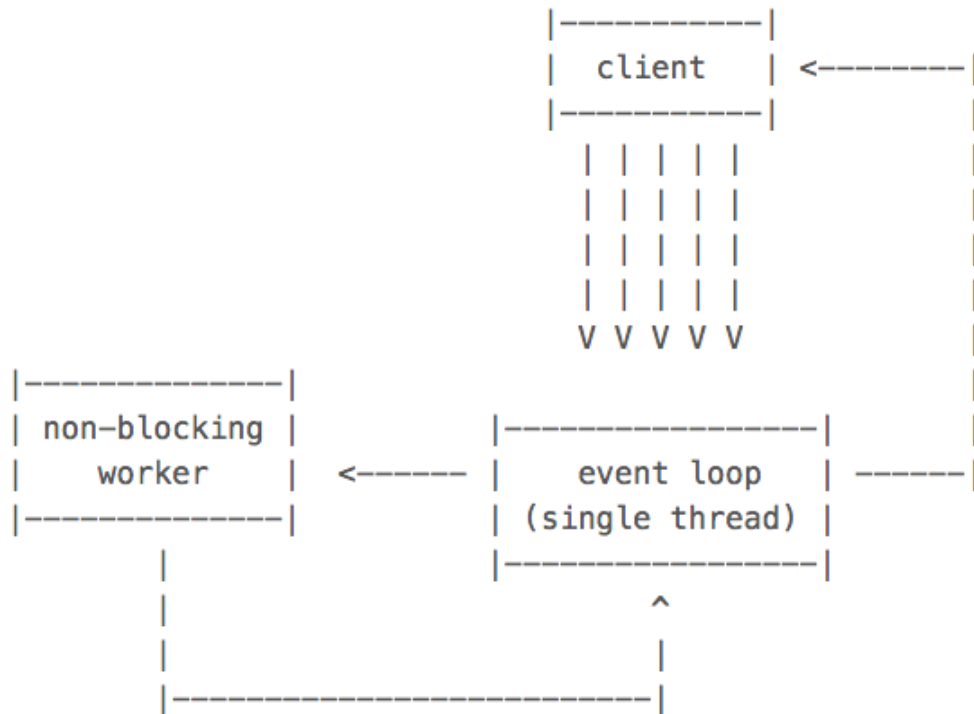 client
non-blocking
worker
event loop
(single thread)